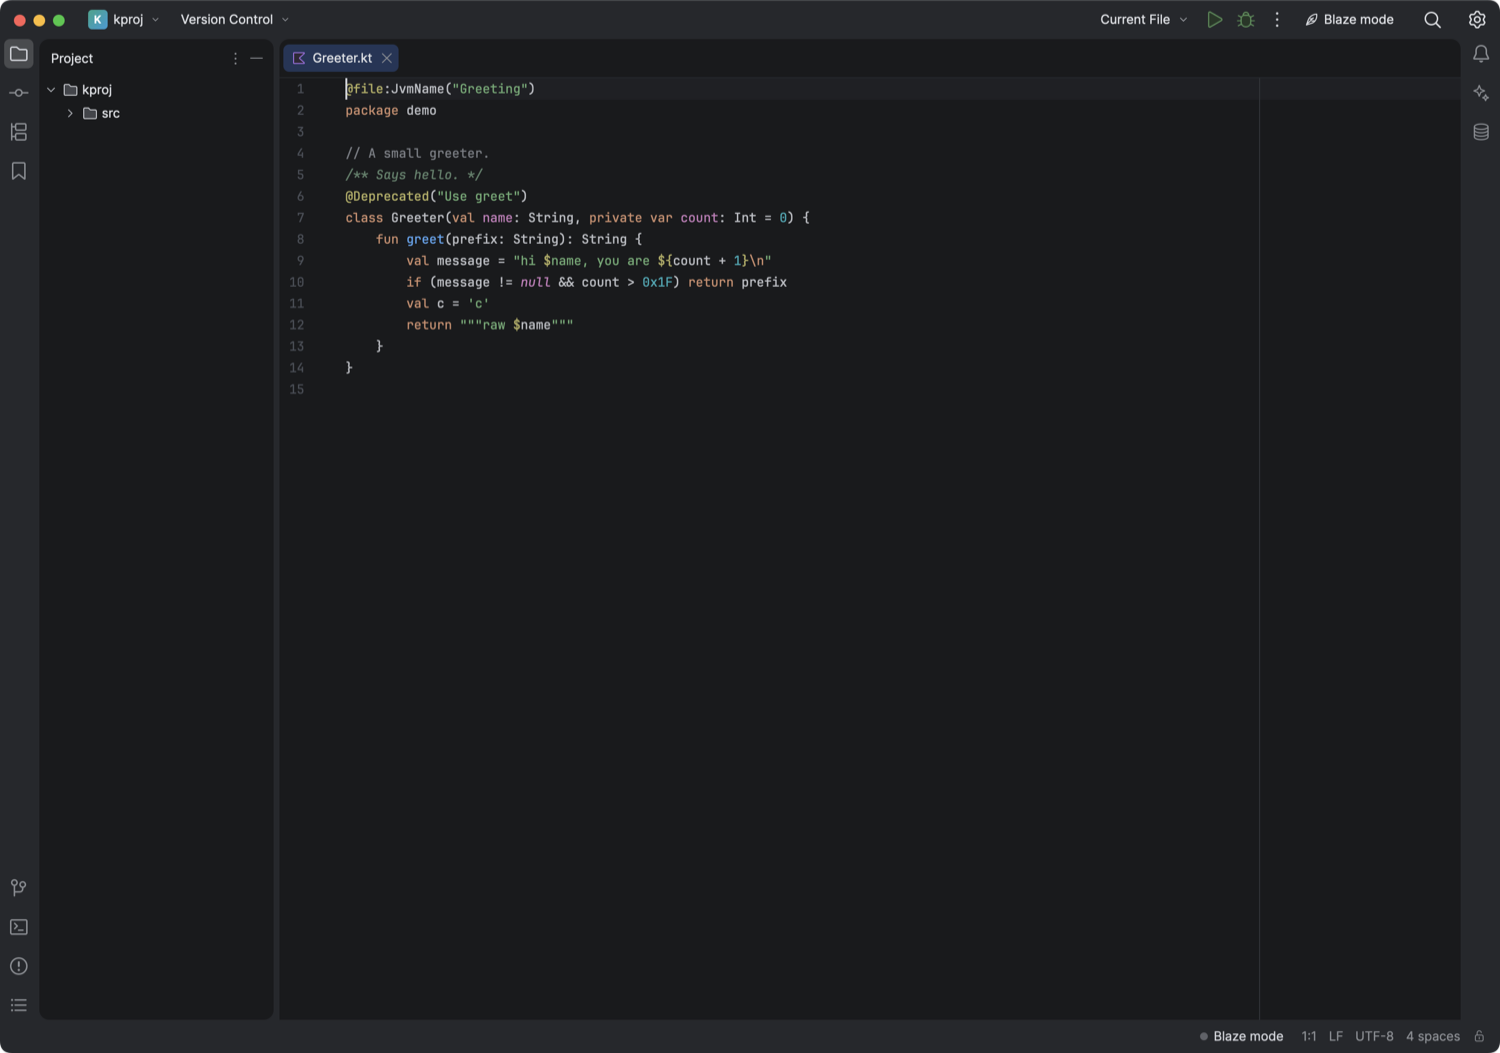 K kproj Version Control Current File Blaze mode
Project
kproj
src
Greeter.kt
1 @file:JvmName("Greeting")
2 package demo
3
4 // A small greeter.
5 /** Says hello. */
6 @Deprecated("Use greet")
7 class Greeter(val name: String, private var count: Int = 0) {
8 fun greet(prefix: String): String {
9 val message = "hi $name, you are ${count + 1}\n"
10 if (message != null && count > 0x1F) return prefix
11 val c = 'c'
12 return """raw $name"""
13 }
14 }
15
Blaze mode 1:1 LF UTF-8 4 spaces